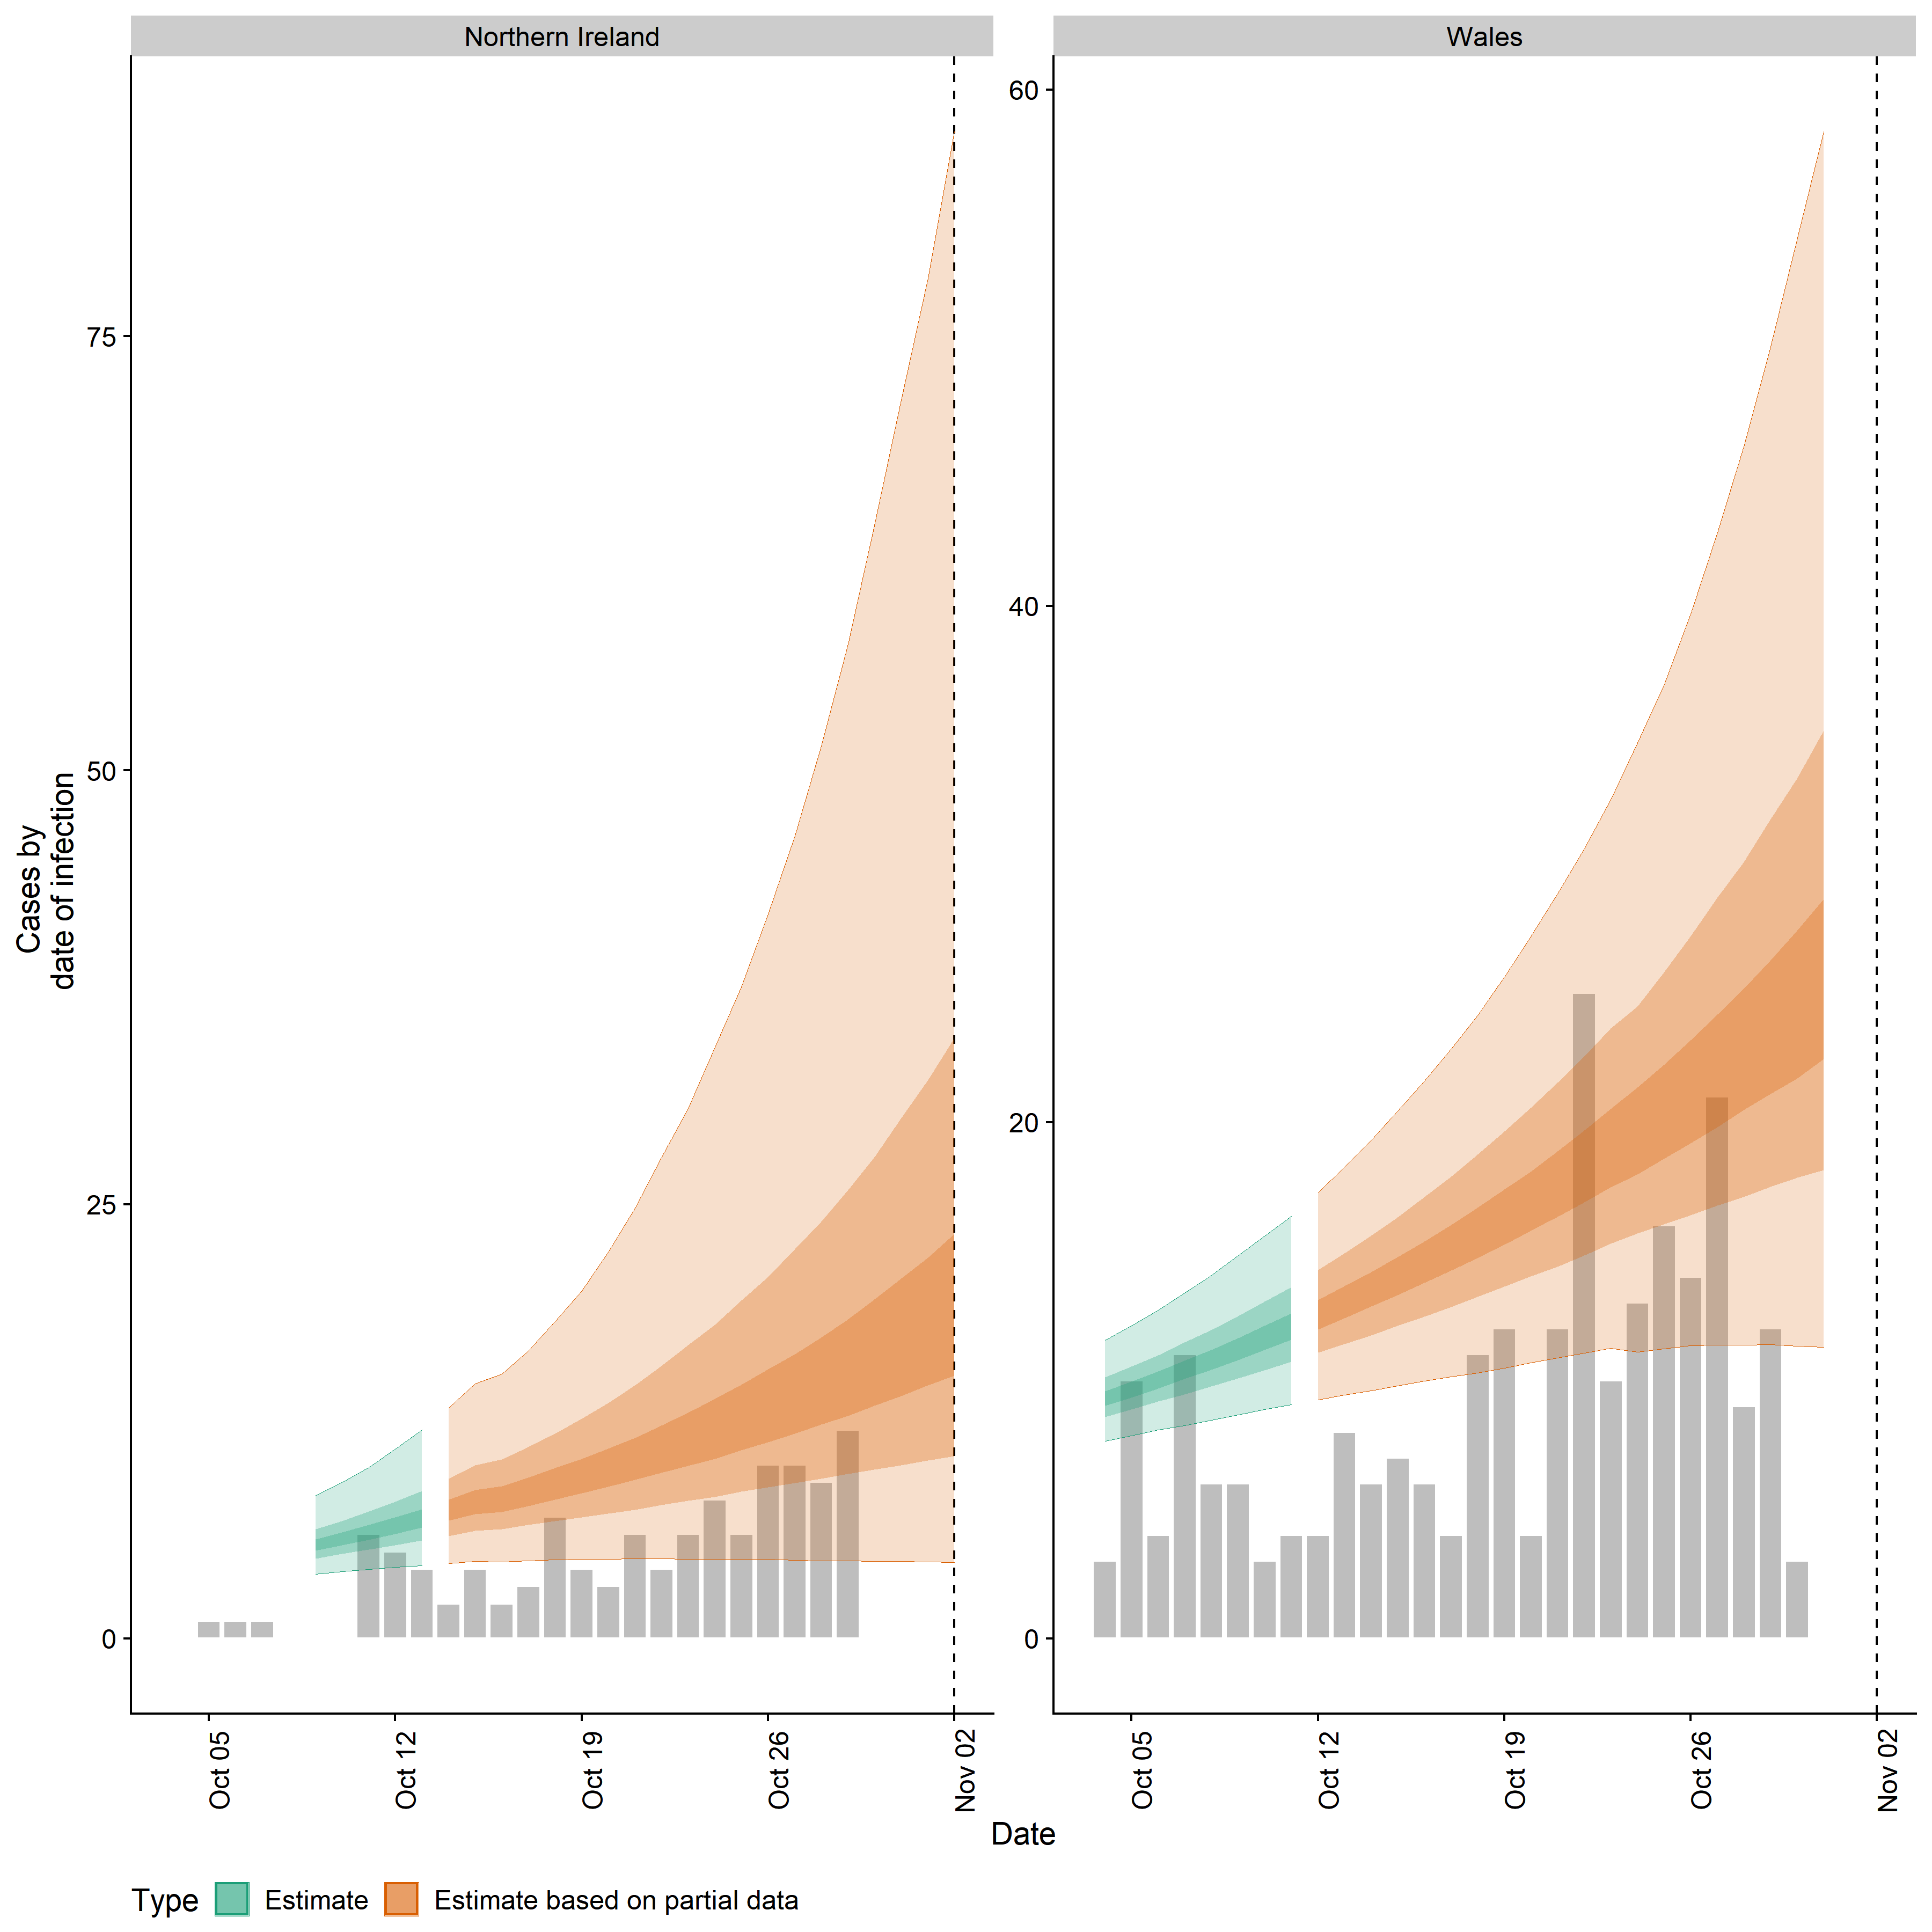 Northern Ireland
Wales
Cases by
date of infection
75
50
25
0
60
40
20
0
Oct 05
Oct 12
Oct 19
Oct 26
Nov 02
Oct 05
Oct 12
Oct 19
Oct 26
Nov 02
Date
Type Estimate Estimate based on partial data